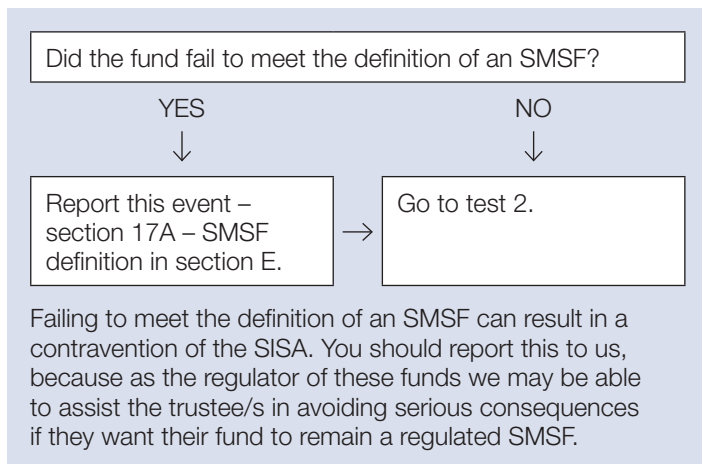 Did the fund fail to meet the definition of an SMSF?
YES
NO
Report this event –
section 17A – SMSF
definition in section E.
Go to test 2.
Failing to meet the definition of an SMSF can result in a
contravention of the SISA. You should report this to us,
because as the regulator of these funds we may be able
to assist the trustee/s in avoiding serious consequences
if they want their fund to remain a regulated SMSF.